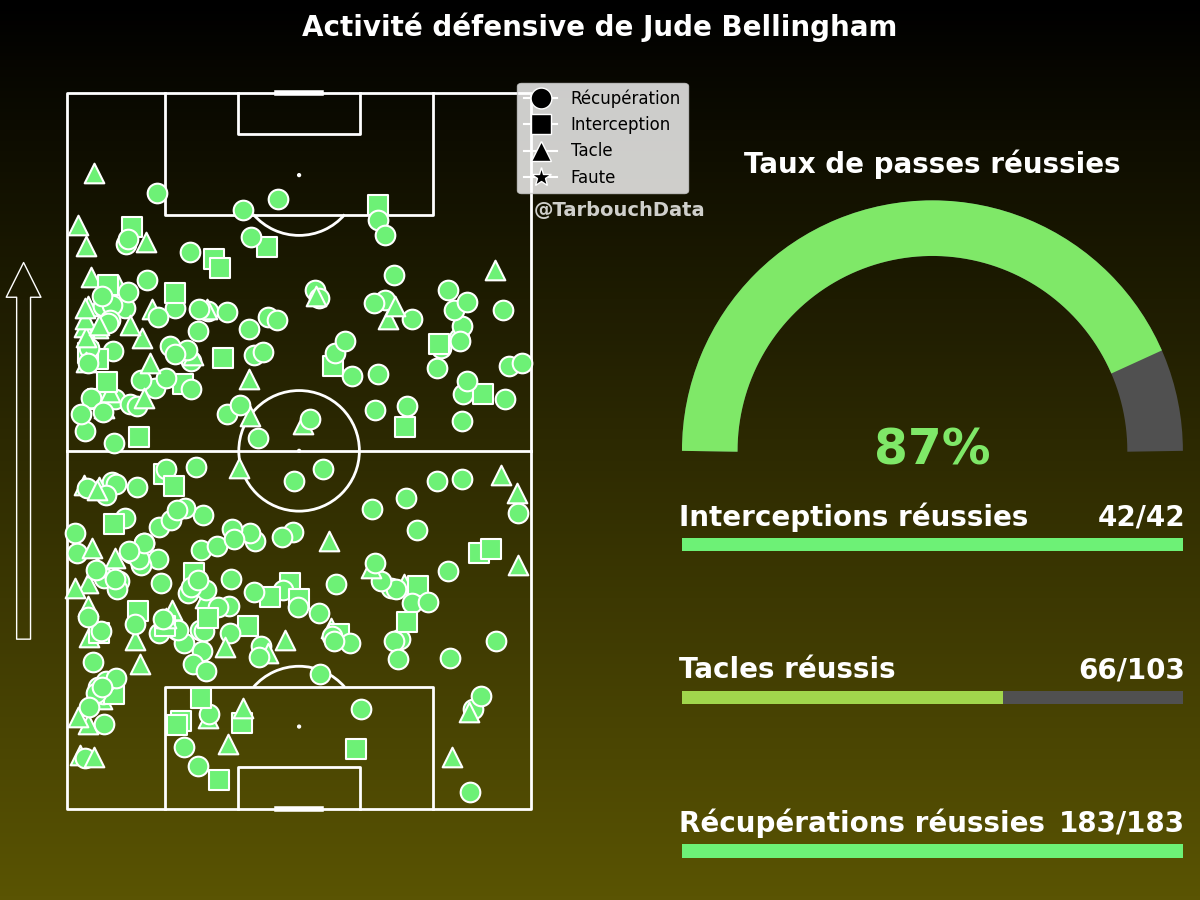 Activité défensive de Jude Bellingham
Récupération
Interception
Tacle
Faute
@TarbouchData
Taux de passes réussies
87%
Interceptions réussies 42/42
Tacles réussis 66/103
Récupérations réussies 183/183